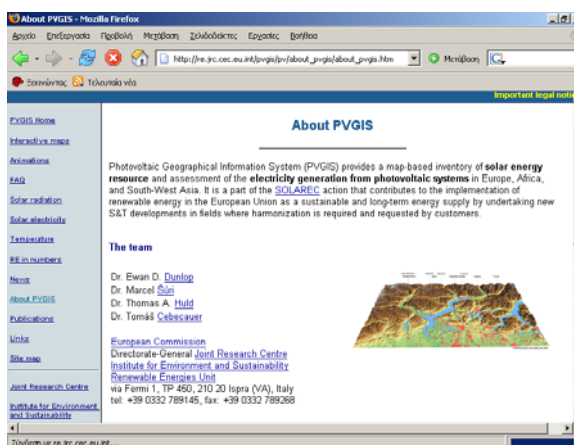 About PVGIS - Mozilla Firefox
Αρχείο Επεξεργασία Προβολή Μετάβαση Σελιδοδείκτες Εργασίες Βοήθεια
http://re.jrc.cec.eu.int/pvgis/pv/about_pvgis/about_pvgis.htm Μετάβαση
Ξεκινώντας Τελευταία νέα
Important legal notic
PVGIS Home
Interactive maps
Animations
FAQ
Solar radiation
Solar electricity
Temperature
RE in numbers
News
About PVGIS
Publications
Links
Site map
Joint Research Centre
Institute for Environment
and Sustainability
About PVGIS
Photovoltaic Geographical Information System (PVGIS) provides a map-based inventory of solar energy
resource and assessment of the electricity generation from photovoltaic systems in Europe, Africa,
and South-West Asia. It is a part of the SOLAREC action that contributes to the implementation of
renewable energy in the European Union as a sustainable and long-term energy supply by undertaking new
S&T developments in fields where harmonization is required and requested by customers.
The team
Dr. Ewan D. Dunlop
Dr. Marcel Šúri
Dr. Thomas A. Huld
Dr. Tomáš Cebecauer
European Commission
Directorate-General Joint Research Centre
Institute for Environment and Sustainability
Renewable Energies Unit
via Fermi 1, TP 450, 210 20 Ispra (VA), Italy
tel: +39 0332 789145, fax: +39 0332 789268
Σύνδεση με re.jrc.cec.eu.int...